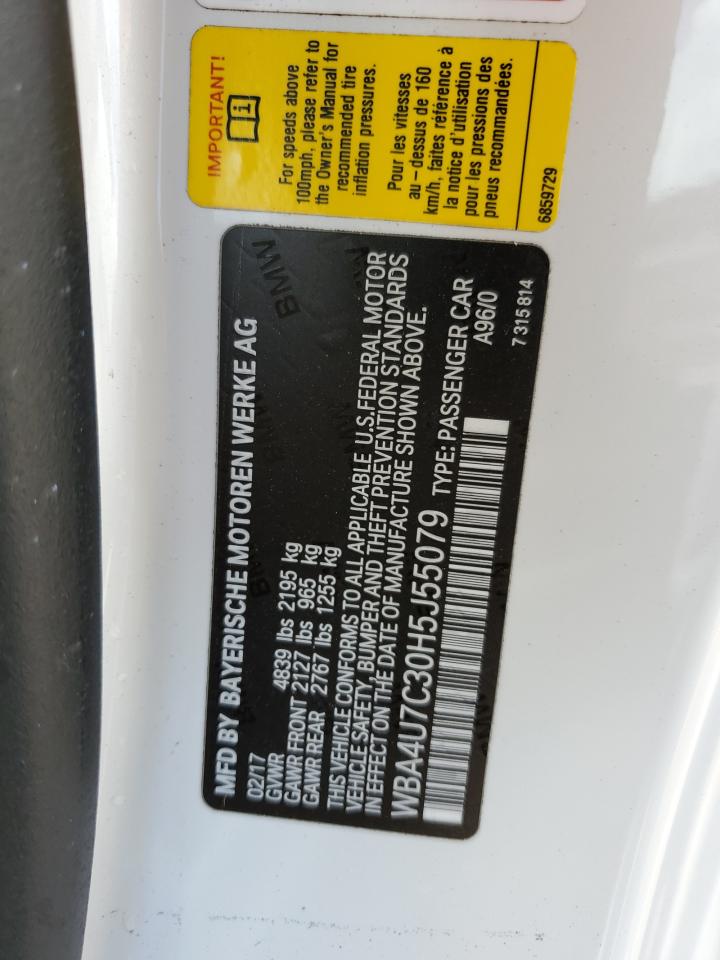 IMPORTANT!
For speeds above
100mph, please refer to
the Owner's Manual for
recommended tire
inflation pressures.
Pour les vitesses
au - dessus de 160
km/h, faites référence à
la notice d'utilisation
pour les pressions des
pneus recommandées.
6859729
MFD BY BAYERISCHE MOTOREN WERKE AG
02/17
GVWR 4839 lbs 2195 kg
GAWR FRONT 2127 lbs 965 kg
GAWR REAR 2767 lbs 1255 kg
THIS VEHICLE CONFORMS TO ALL APPLICABLE U.S.FEDERAL MOTOR
VEHICLE SAFETY, BUMPER AND THEFT PREVENTION STANDARDS
IN EFFECT ON THE DATE OF MANUFACTURE SHOWN ABOVE.
WBA4U7C30H5J55079 TYPE: PASSENGER CAR
A96/0
7 315 814
BMW